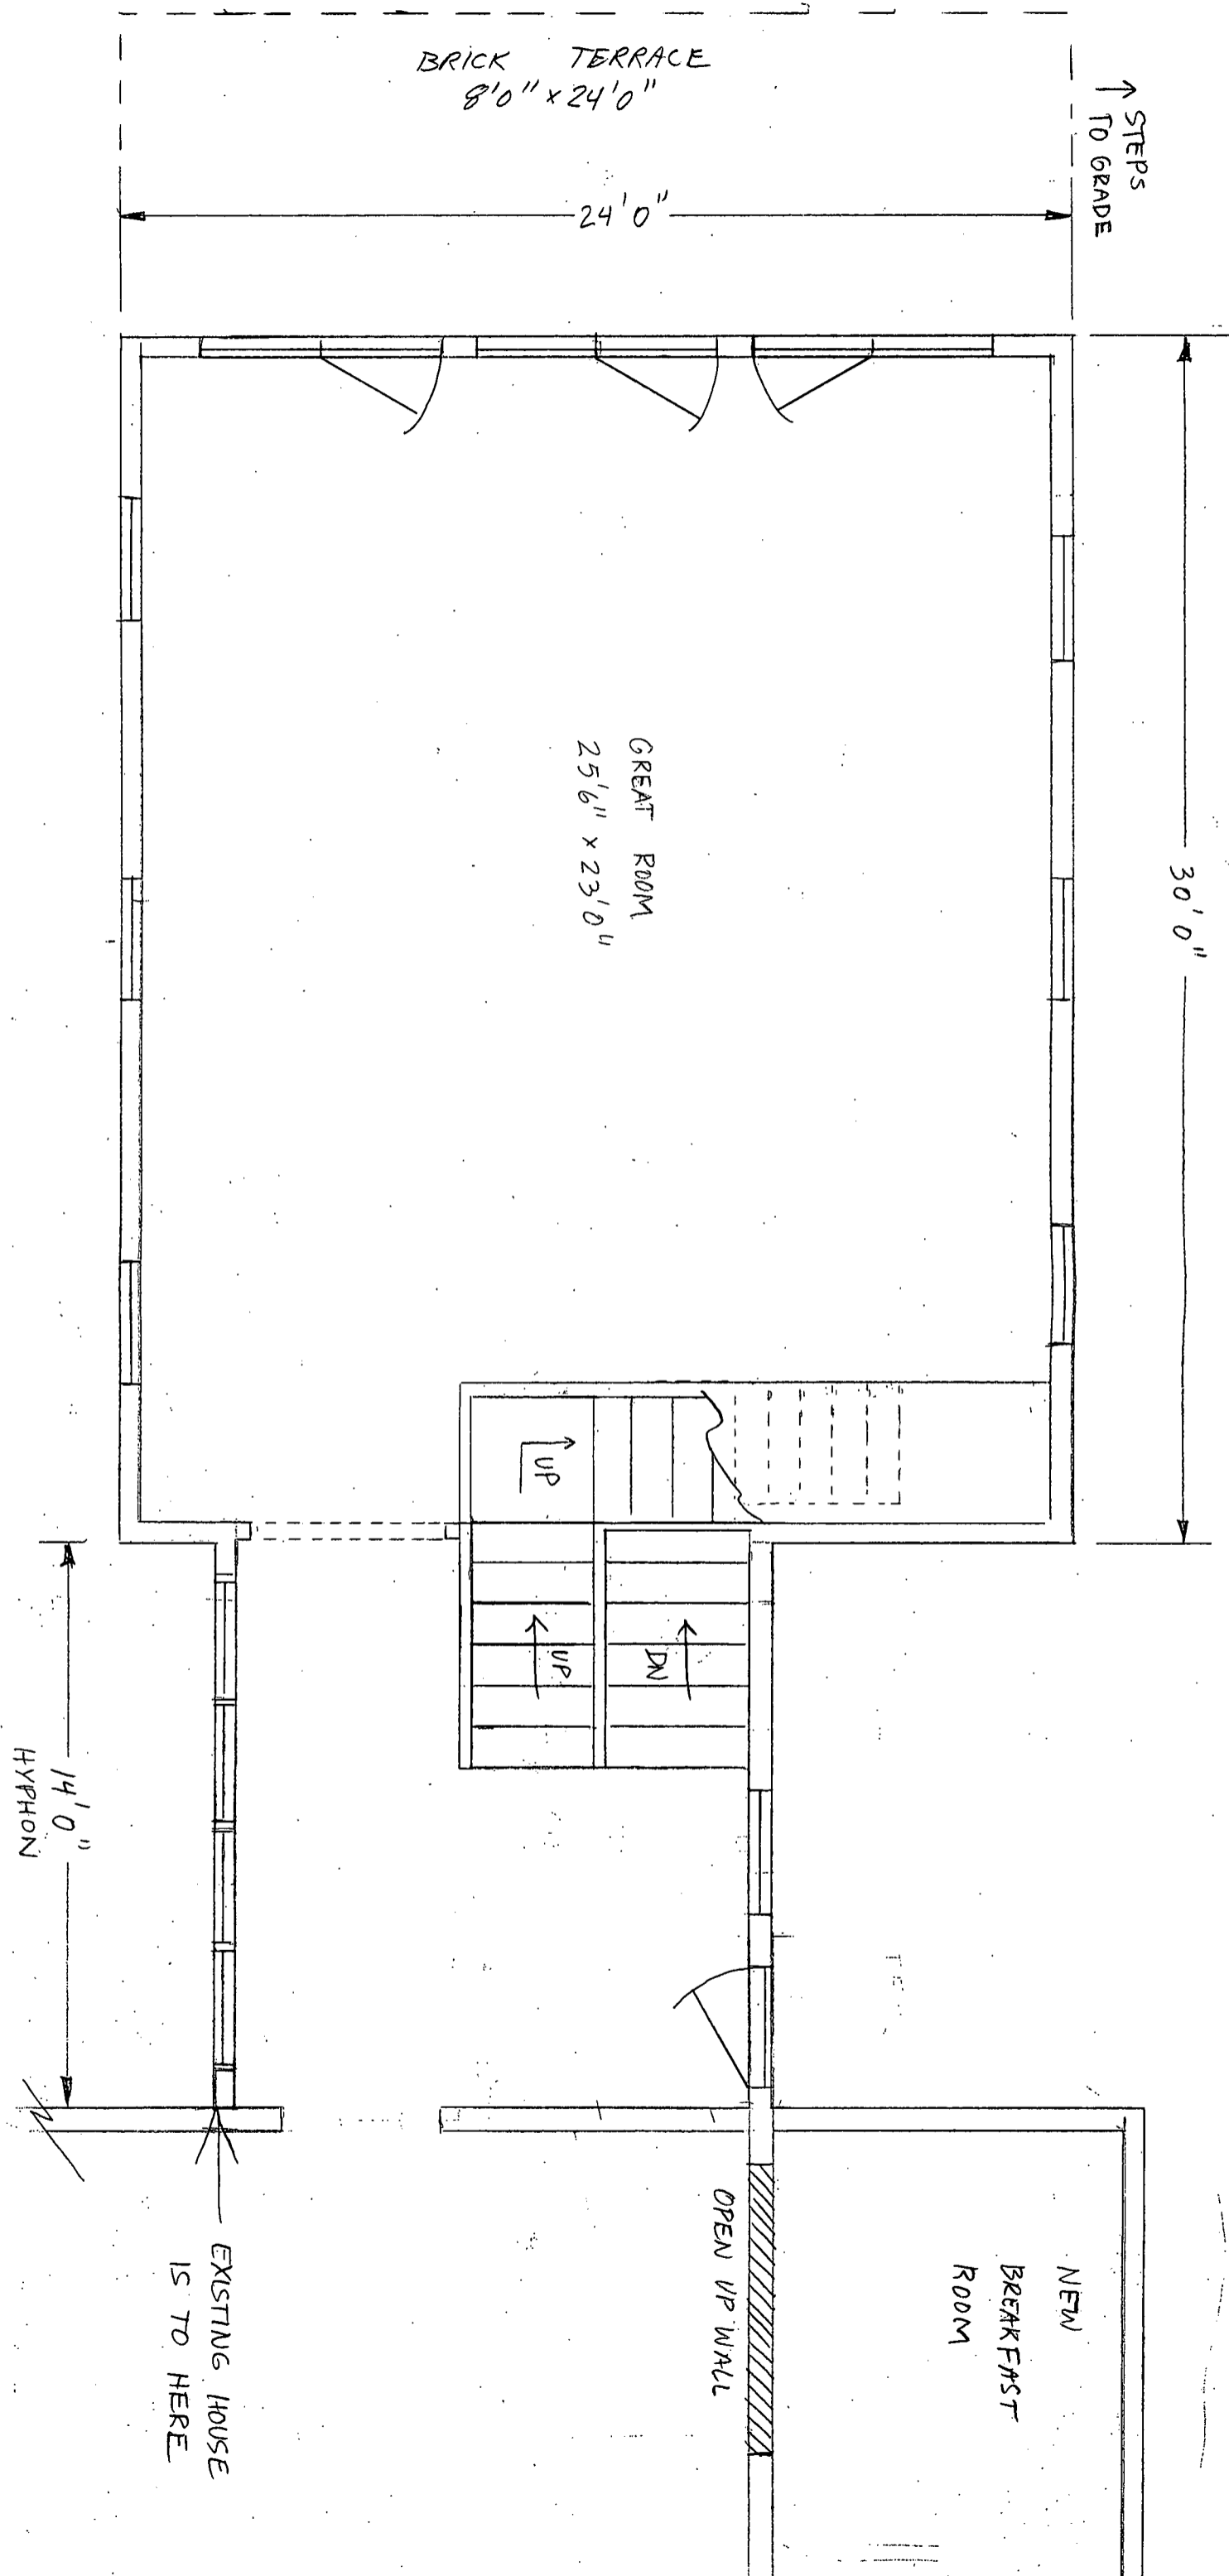 BRICK TERRACE
8'0" x 24'0"
↑ STEPS
TO GRADE
24'0"
30'0"
GREAT ROOM
25'6" x 23'0"
UP
UP
DN
14'0"
HYPHON
OPEN UP WALL
NEW
BREAKFAST
ROOM
EXISTING HOUSE
IS TO HERE